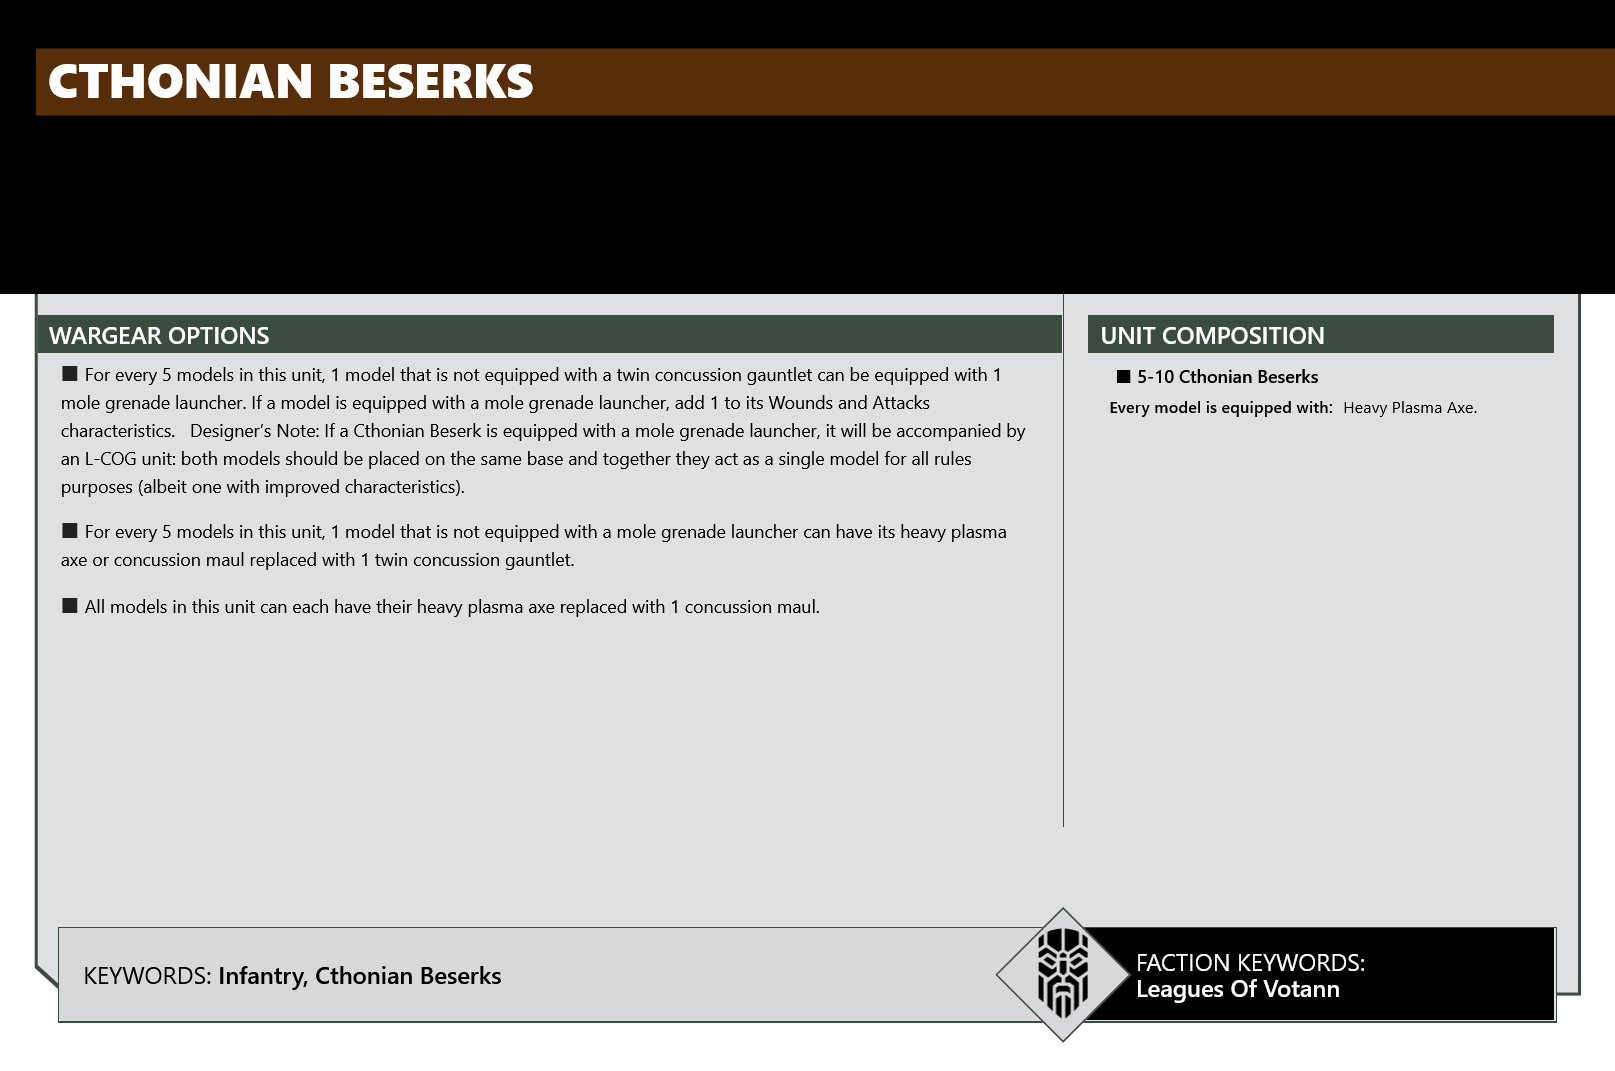 CTHONIAN BESERKS
WARGEAR OPTIONS
■ For every 5 models in this unit, 1 model that is not equipped with a twin concussion gauntlet can be equipped with 1
mole grenade launcher. If a model is equipped with a mole grenade launcher, add 1 to its Wounds and Attacks
characteristics. Designer's Note: If a Cthonian Beserk is equipped with a mole grenade launcher, it will be accompanied by
an L-COG unit: both models should be placed on the same base and together they act as a single model for all rules
purposes (albeit one with improved characteristics).
■ For every 5 models in this unit, 1 model that is not equipped with a mole grenade launcher can have its heavy plasma
axe or concussion maul replaced with 1 twin concussion gauntlet.
■ All models in this unit can each have their heavy plasma axe replaced with 1 concussion maul.
UNIT COMPOSITION
■ 5-10 Cthonian Beserks
Every model is equipped with: Heavy Plasma Axe.
KEYWORDS: Infantry, Cthonian Beserks
FACTION KEYWORDS:
Leagues Of Votann